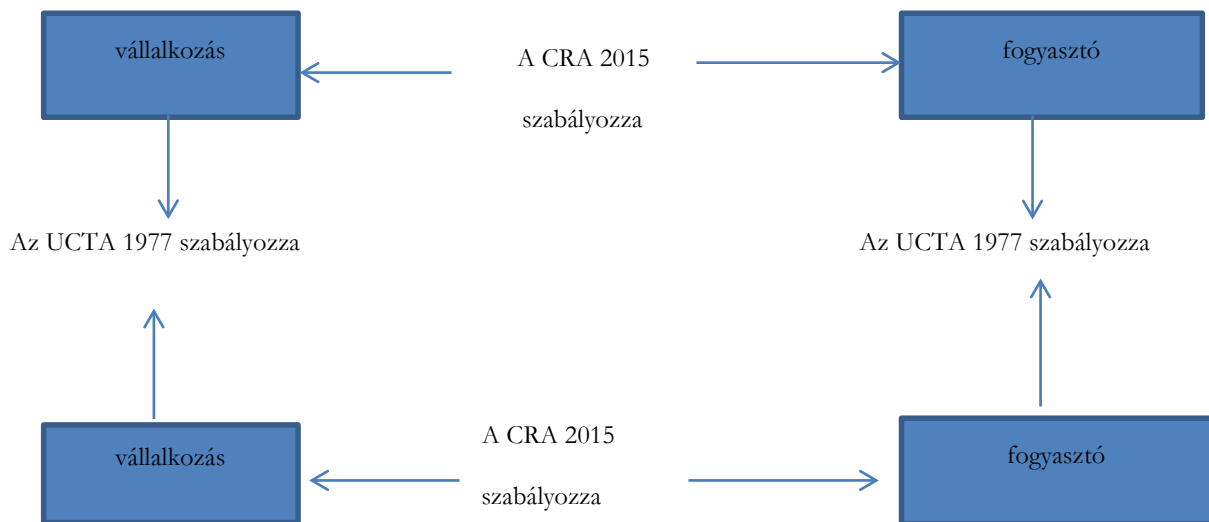 vállalkozás
A CRA 2015
szabályozza
fogyasztó
Az UCTA 1977 szabályozza
Az UCTA 1977 szabályozza
vállalkozás
A CRA 2015
szabályozza
fogyasztó